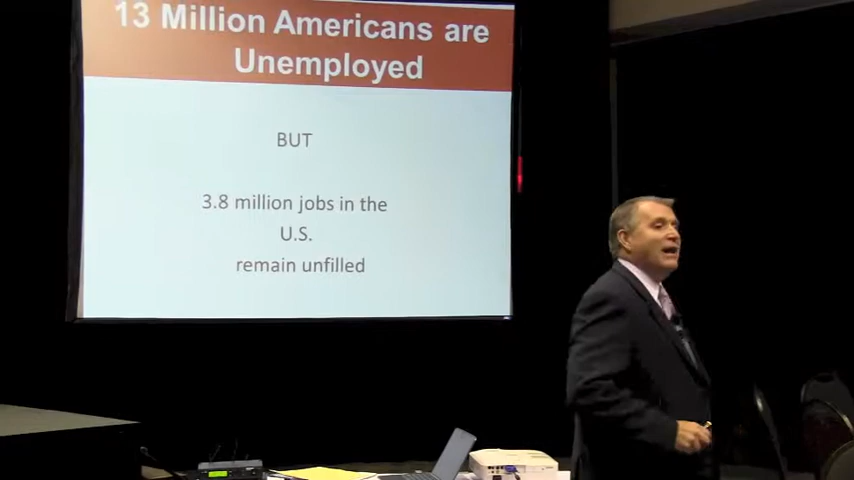 13 Million Americans are
Unemployed
BUT
3.8 million jobs in the
U.S.
remain unfilled